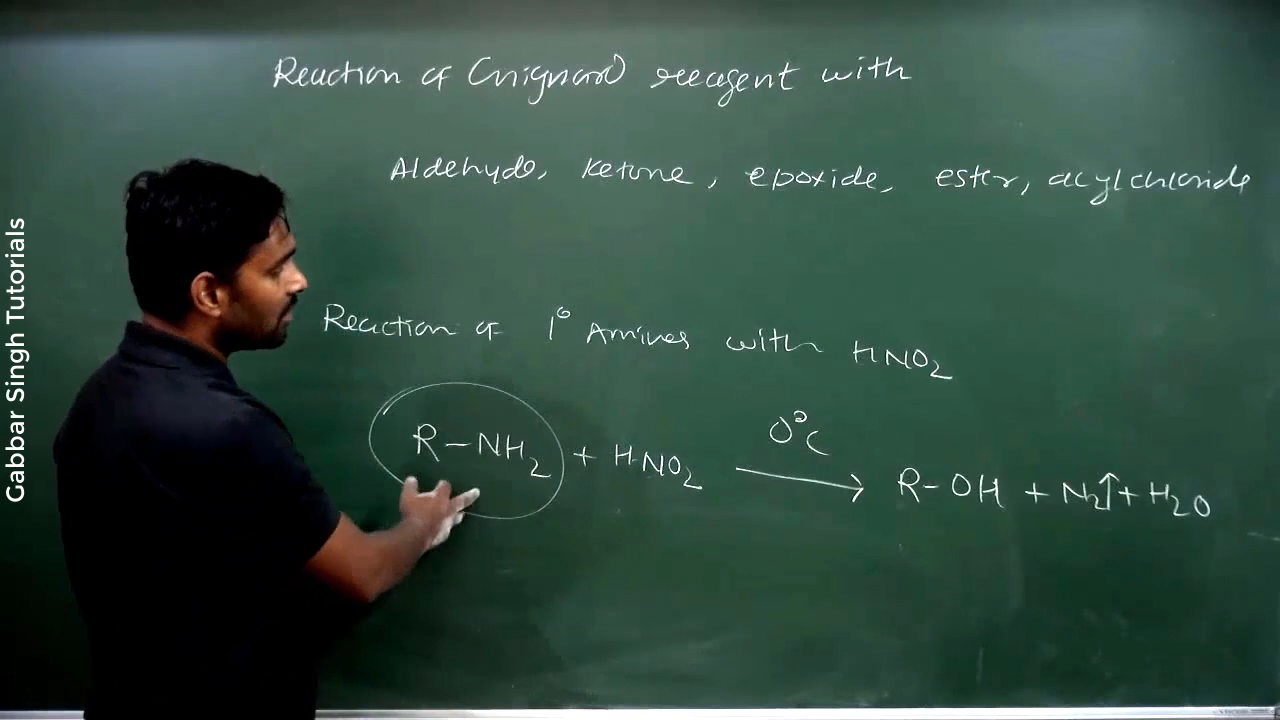 Reaction of Grignard reagent with
Aldehyde, Ketone, epoxide, ester, acylchloride
Reaction of 1° Amines with HNO₂
0°C
R-NH₂ + HNO₂ → R-OH + N₂↑ + H₂O
Gabbar Singh Tutorials